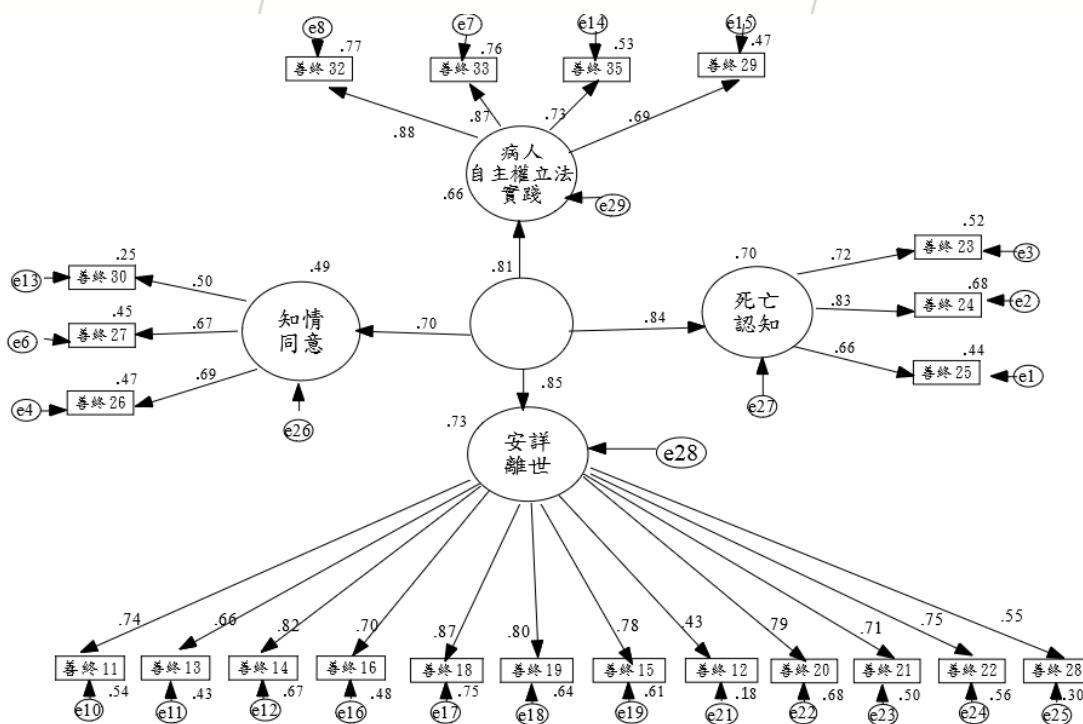 e8 e7 e14 e15
.77 .76 .53 .47
善終 32 善終 33 善終 35 善終 29
.88 .87 .73 .69
病人
自主權立法
實踐
.66
e29
.81
.25
e13 善終 30 .50
.45
e6 善終 27 .67
.47
e4 善終 26 .69
.49
知情
同意
e26
.70
.84
.70
死亡
認知
e27
.52
.72 善終 23 e3
.68
.83 善終 24 e2
.44
.66 善終 25 e1
.85
.73
安詳
離世
e28
.74 .66 .82 .70 .87 .80 .78 .43 .79 .71 .75 .55
善終 11 善終 13 善終 14 善終 16 善終 18 善終 19 善終 15 善終 12 善終 20 善終 21 善終 22 善終 28
.54 .43 .67 .48 .75 .64 .61 .18 .68 .50 .56 .30
e10 e11 e12 e16 e17 e18 e19 e21 e22 e23 e24 e25